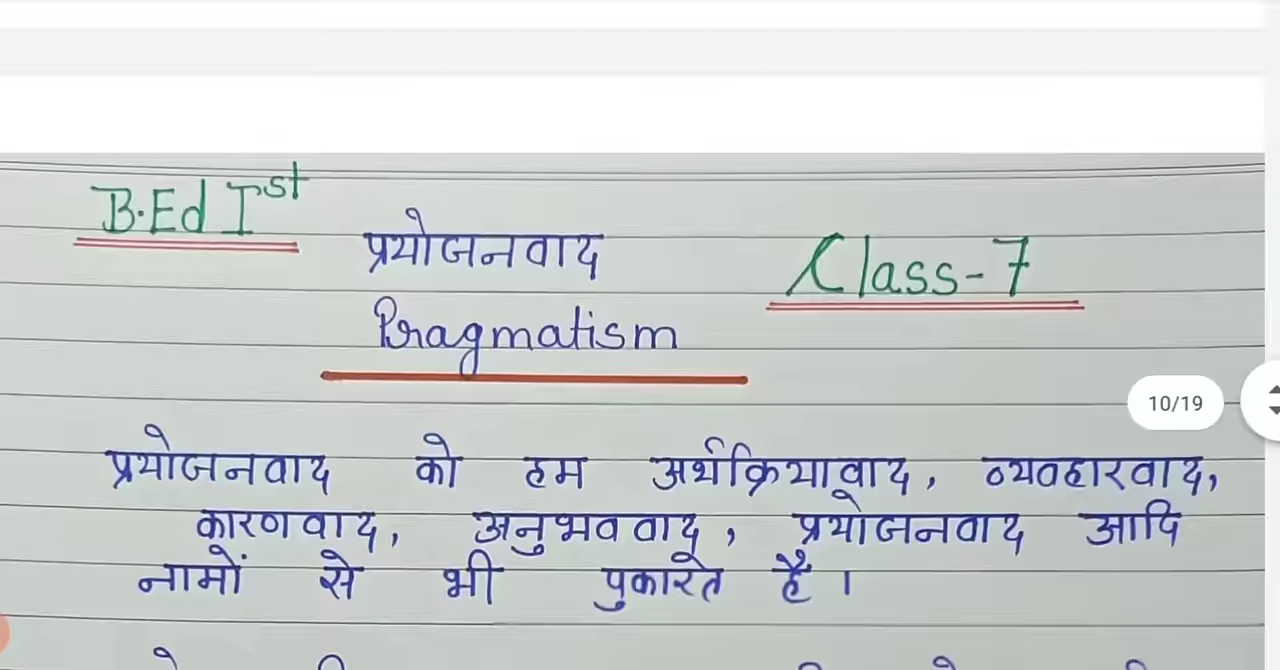 B.Ed Ist
प्रयोजनवाद
Class-7
Pragmatism
10/19
प्रयोजनवाद को हम अर्थक्रियावाद, व्यवहारवाद,
कारणवाद, अनुभववाद, प्रयोजनवाद आदि
नामों से भी पुकारते है।